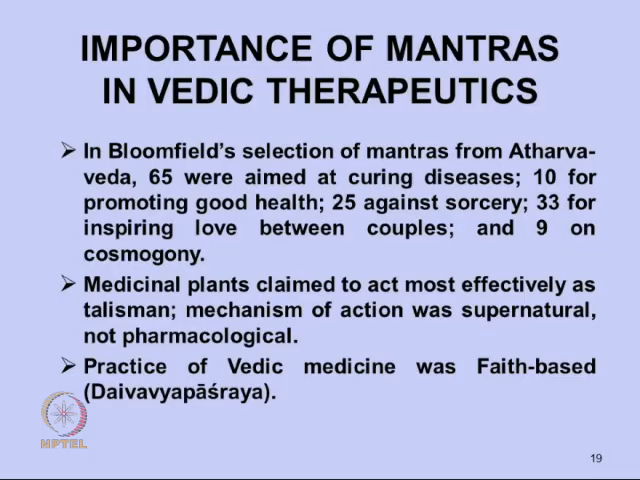 IMPORTANCE OF MANTRAS
IN VEDIC THERAPEUTICS
➢ In Bloomfield's selection of mantras from Atharva-
veda, 65 were aimed at curing diseases; 10 for
promoting good health; 25 against sorcery; 33 for
inspiring love between couples; and 9 on
cosmogony.
➢ Medicinal plants claimed to act most effectively as
talisman; mechanism of action was supernatural,
not pharmacological.
➢ Practice of Vedic medicine was Faith-based
(Daivavyapāśraya).
NPTEL
19